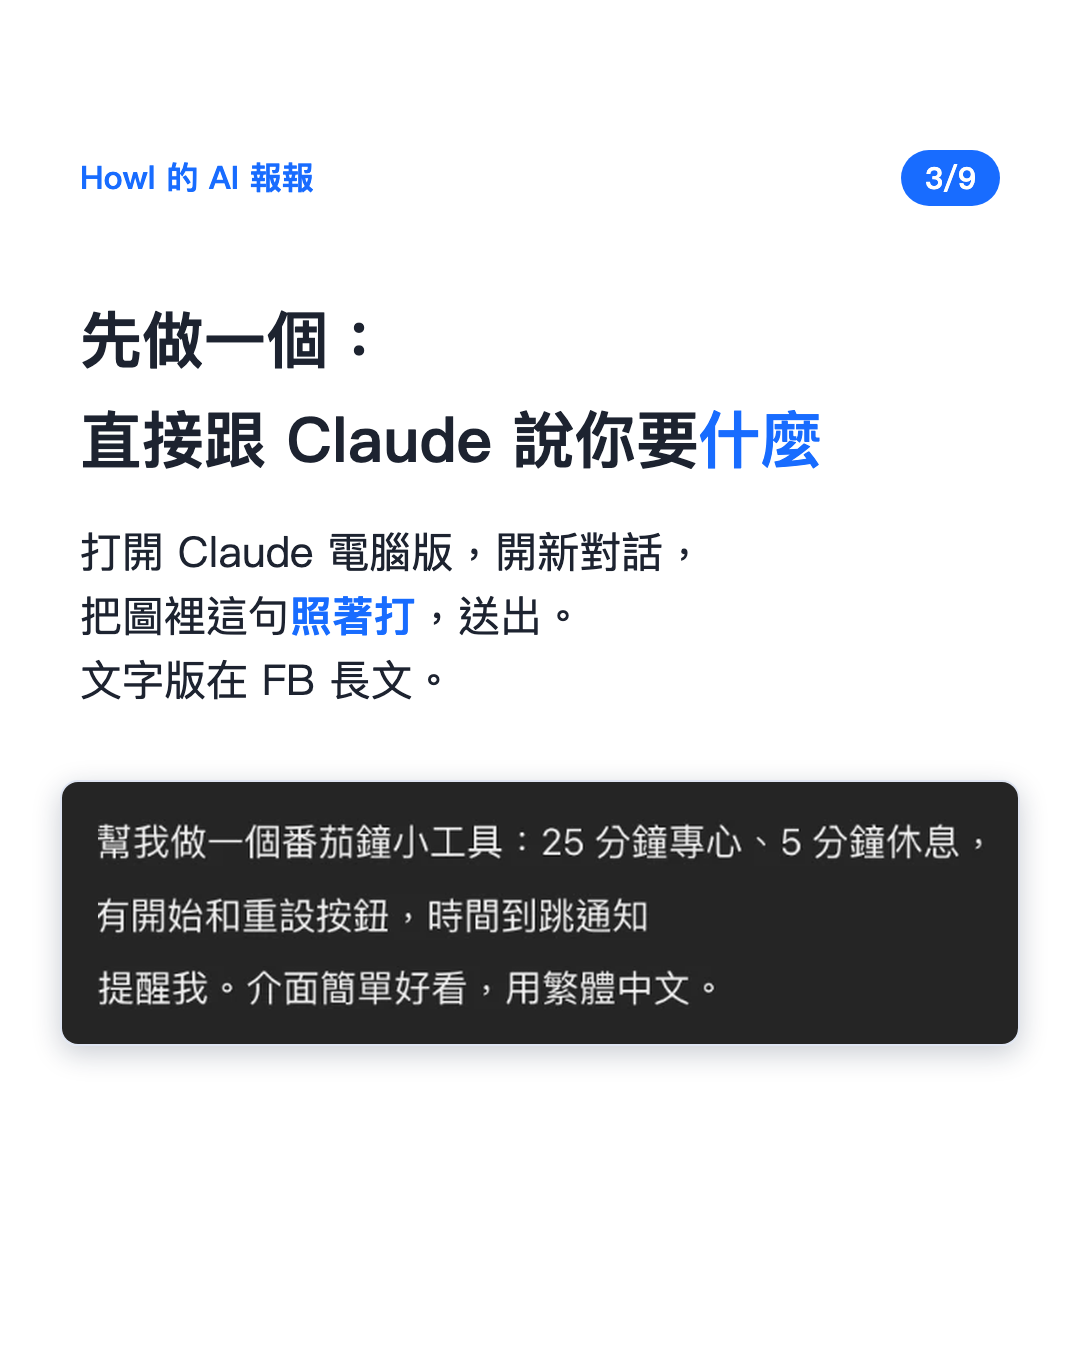 Howl 的 AI 報報
3/9
先做一個：
直接跟 Claude 說你要什麼
打開 Claude 電腦版，開新對話，
把圖裡這句照著打，送出。
文字版在 FB 長文。
幫我做一個番茄鐘小工具：25 分鐘專心、5 分鐘休息，
有開始和重設按鈕，時間到跳通知
提醒我。介面簡單好看，用繁體中文。